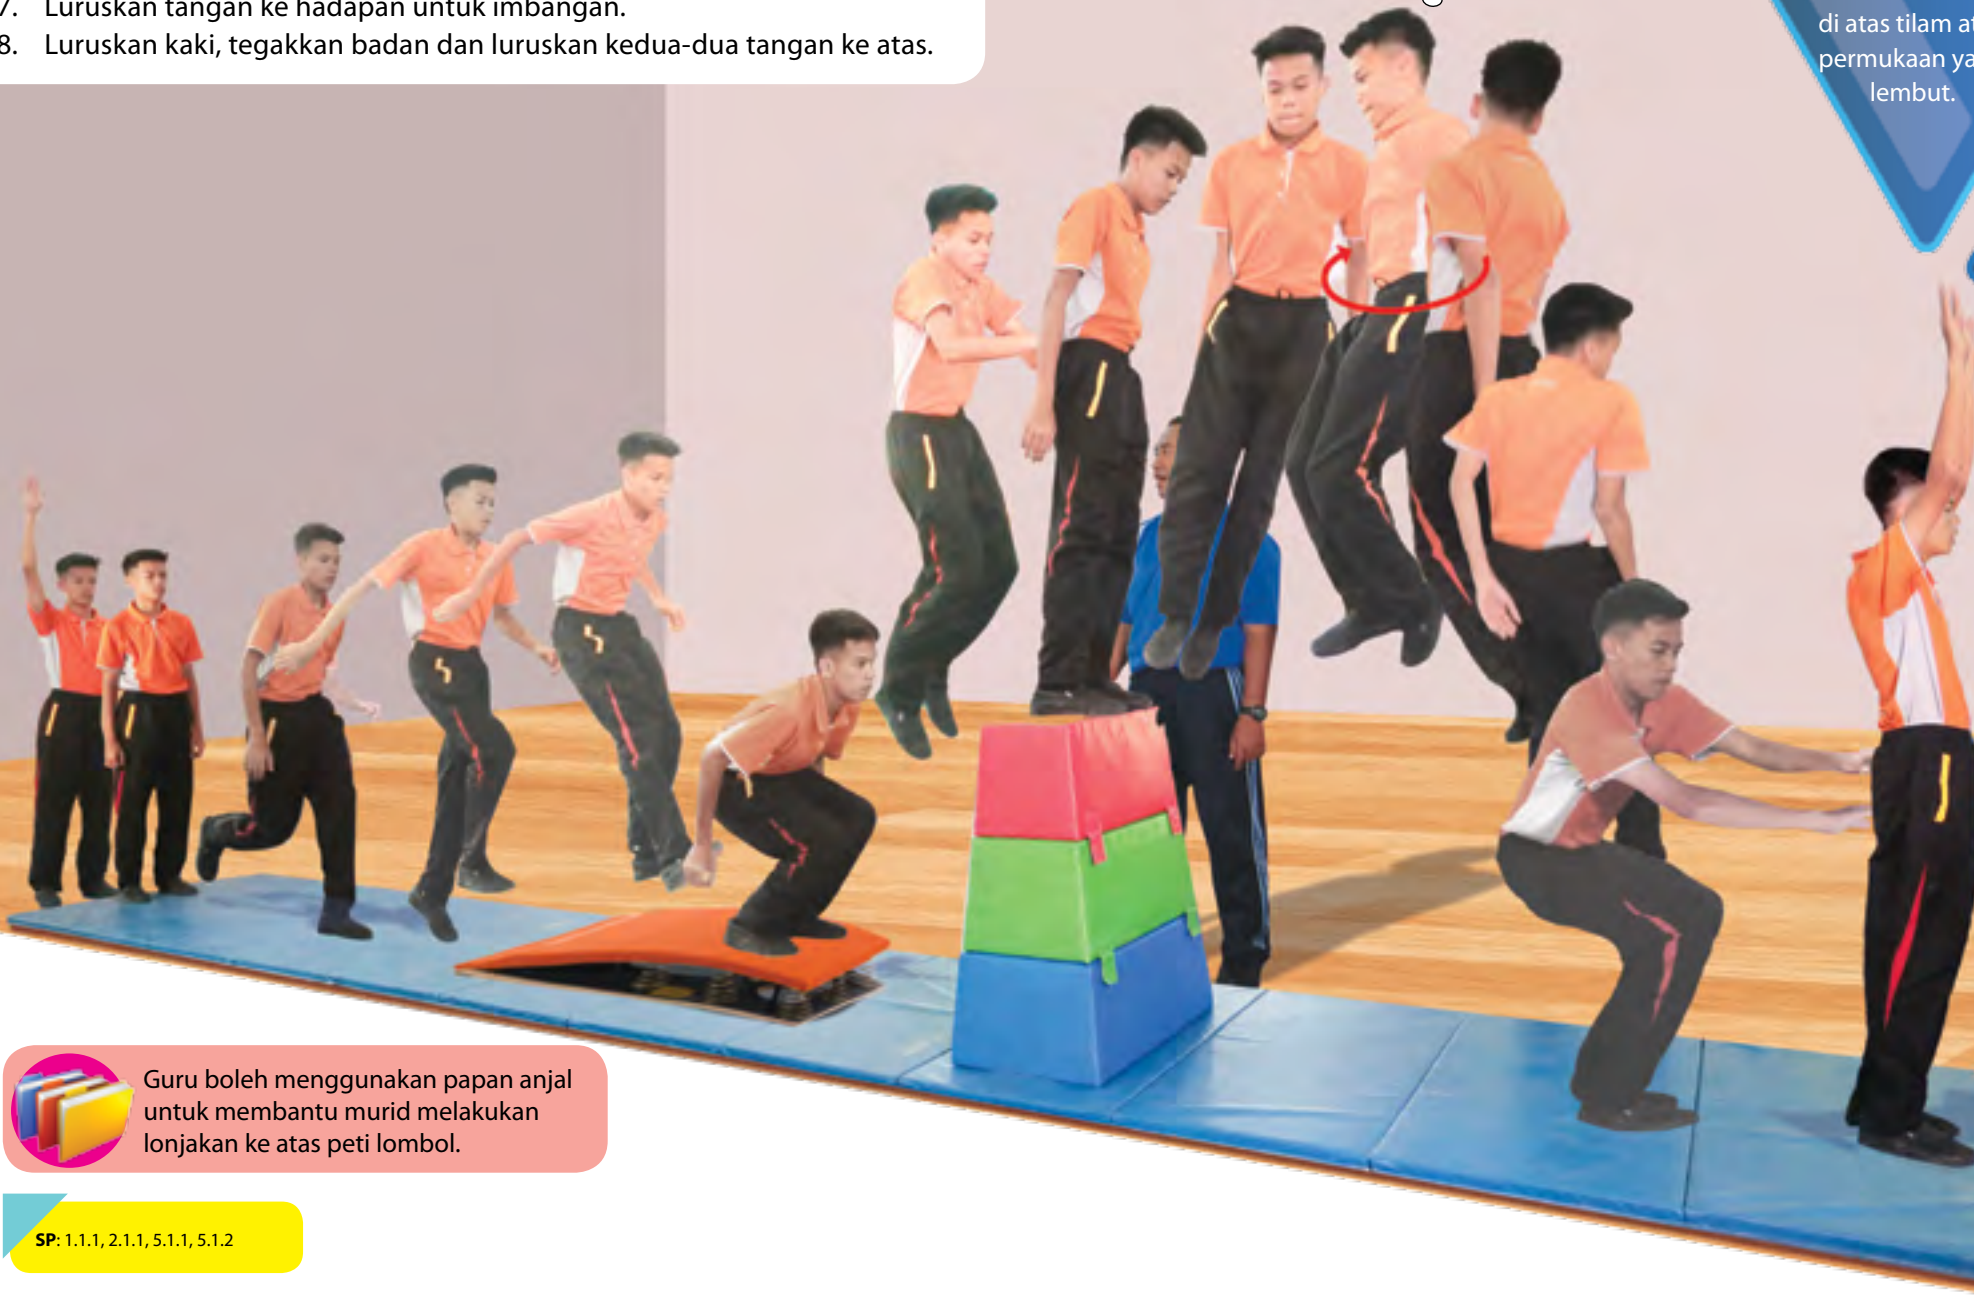 7. Luruskan tangan ke hadapan untuk imbangan.
8. Luruskan kaki, tegakkan badan dan luruskan kedua-dua tangan ke atas.
di atas tilam
permukaan
lembut.
Guru boleh menggunakan papan anjal
untuk membantu murid melakukan
lonjakan ke atas peti lombol.
SP: 1.1.1, 2.1.1, 5.1.1, 5.1.2